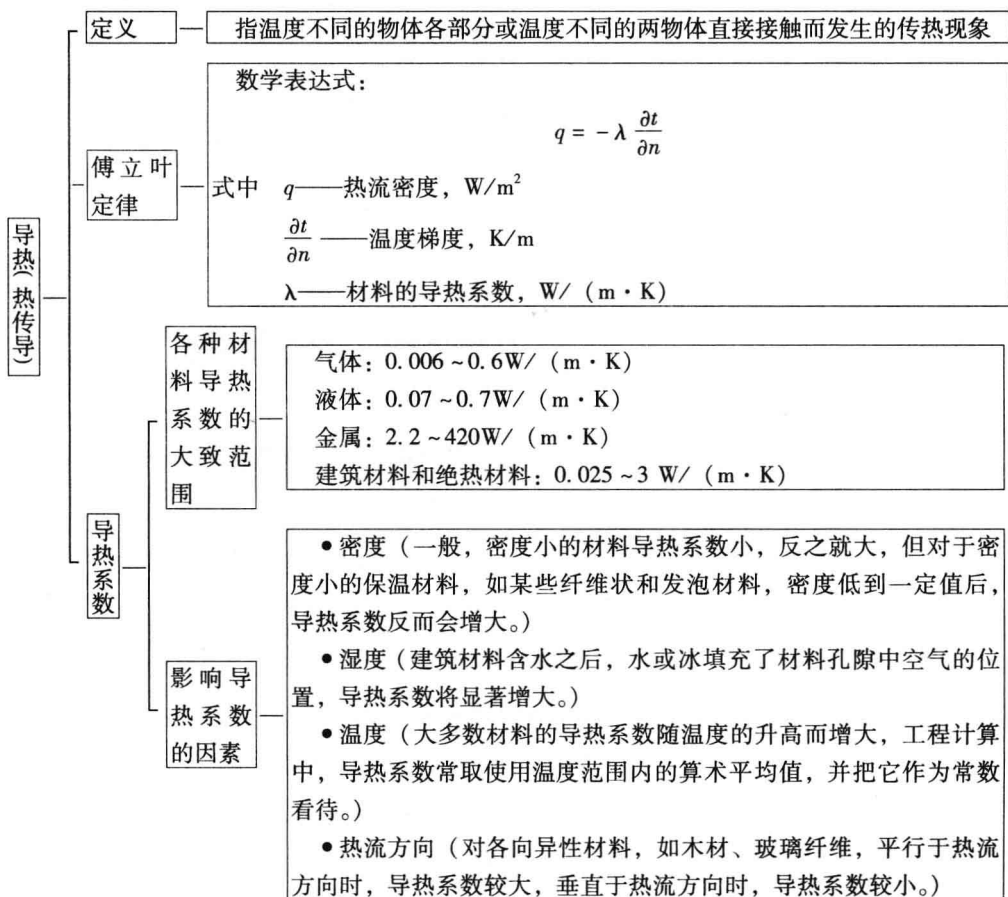 定义
指温度不同的物体各部分或温度不同的两物体直接接触而发生的传热现象
导热(热传导)
傅立叶
定律
数学表达式：
q = −λ ∂t/∂n
式中 q——热流密度，W/m²
∂t/∂n ——温度梯度，K/m
λ——材料的导热系数，W/（m·K）
导热系数
各种材
料导热
系数的
大致范
围
气体：0.006~0.6W/（m·K）
液体：0.07~0.7W/（m·K）
金属：2.2~420W/（m·K）
建筑材料和绝热材料：0.025~3 W/（m·K）
影响导
热系数
的因素
●密度（一般，密度小的材料导热系数小，反之就大，但对于密
度小的保温材料，如某些纤维状和发泡材料，密度低到一定值后，
导热系数反而会增大。）
●湿度（建筑材料含水之后，水或冰填充了材料孔隙中空气的位
置，导热系数将显著增大。）
●温度（大多数材料的导热系数随温度的升高而增大，工程计算
中，导热系数常取使用温度范围内的算术平均值，并把它作为常数
看待。）
●热流方向（对各向异性材料，如木材、玻璃纤维，平行于热流
方向时，导热系数较大，垂直于热流方向时，导热系数较小。）